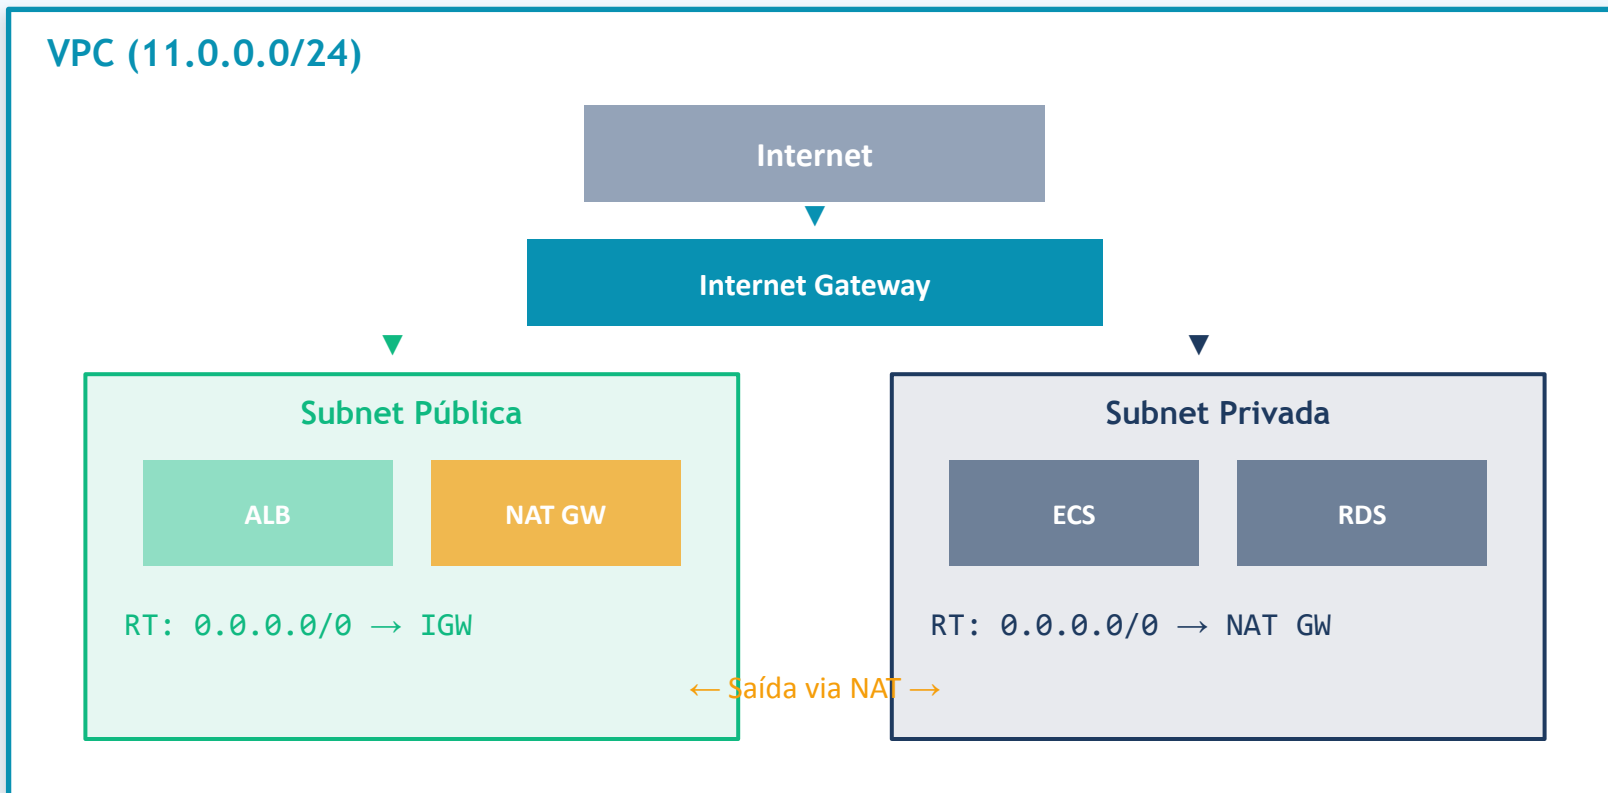 VPC (11.0.0.0/24)
Internet
Internet Gateway
Subnet Pública
ALB
NAT GW
RT: 0.0.0.0/0 → IGW
Subnet Privada
ECS
RDS
RT: 0.0.0.0/0 → NAT GW
← Saída via NAT →